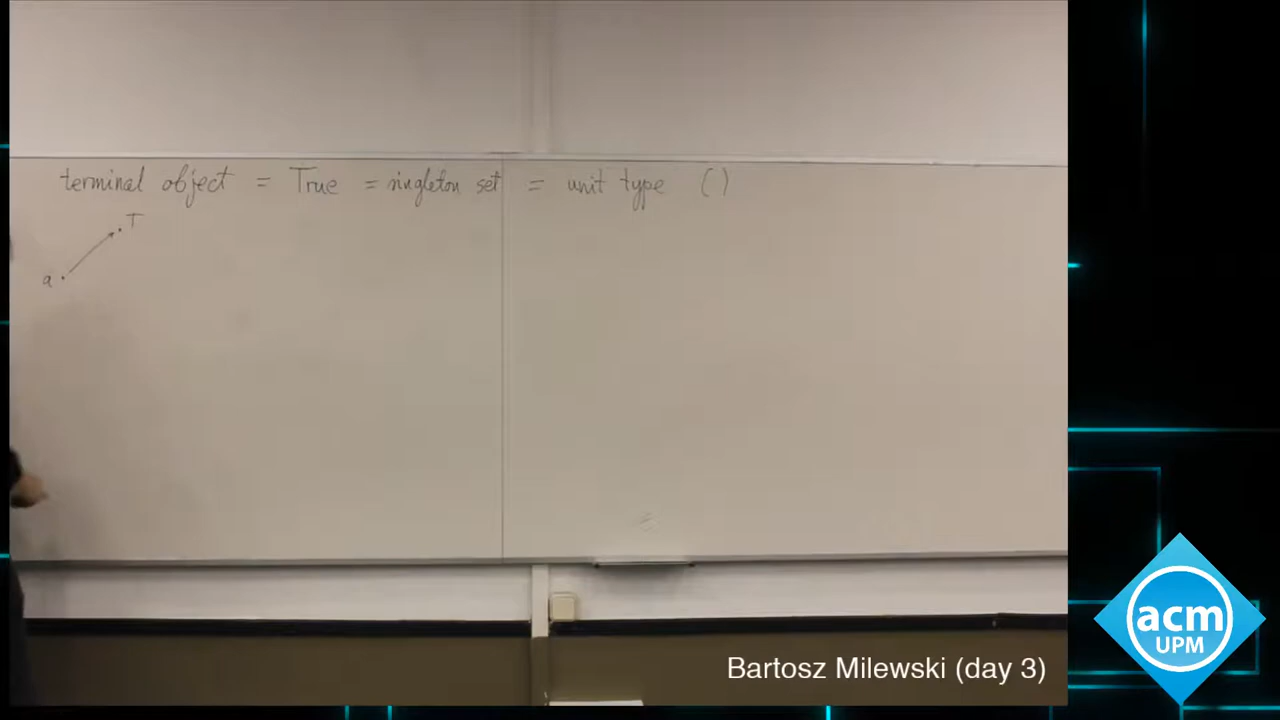 terminal object = True = singleton set = unit type ()
T
a
acm
UPM
Bartosz Milewski (day 3)